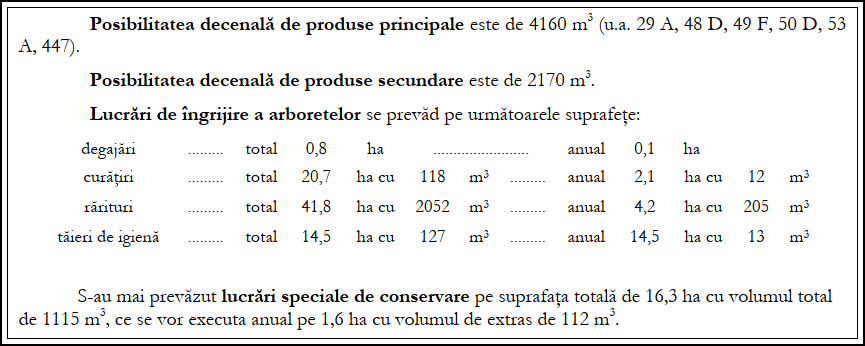 Posibilitatea decenală de produse principale este de 4160 m³ (u.a. 29 A, 48 D, 49 F, 50 D, 53
A, 447).
Posibilitatea decenală de produse secundare este de 2170 m³.
Lucrări de îngrijire a arboretelor se prevăd pe următoarele suprafețe:
degajări ......... total 0,8 ha ........................ anual 0,1 ha
curățiri ......... total 20,7 ha cu 118 m³ ......... anual 2,1 ha cu 12 m³
rărituri ......... total 41,8 ha cu 2052 m³ ......... anual 4,2 ha cu 205 m³
tăieri de igienă ......... total 14,5 ha cu 127 m³ ......... anual 14,5 ha cu 13 m³
S-au mai prevăzut lucrări speciale de conservare pe suprafața totală de 16,3 ha cu volumul total
de 1115 m³, ce se vor executa anual pe 1,6 ha cu volumul de extras de 112 m³.